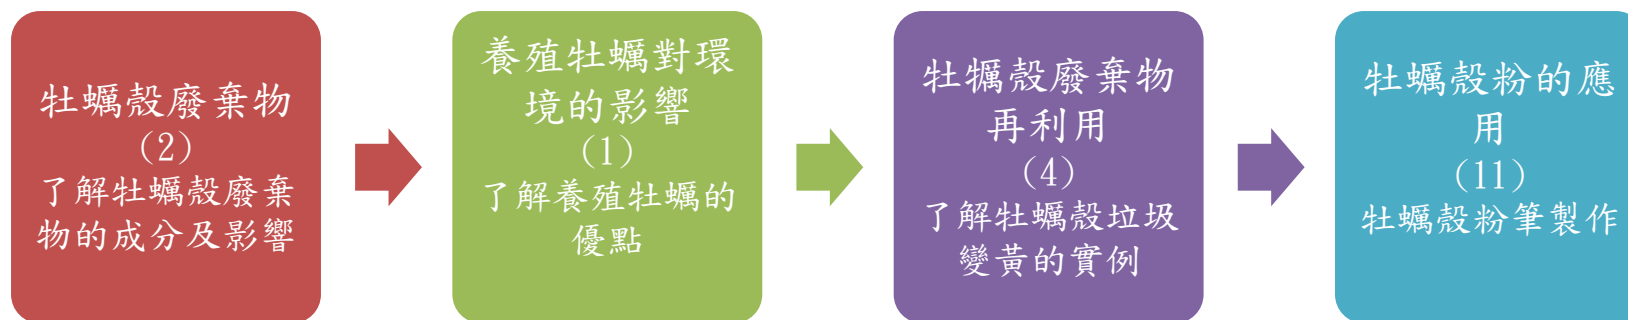 牡蠣殼廢棄物
(2)
了解牡蠣殼廢棄
物的成分及影響
養殖牡蠣對環
境的影響
(1)
了解養殖牡蠣的
優點
牡犡殼廢棄物
再利用
(4)
了解牡蠣殼垃圾
變黃的實例
牡蠣殼粉的應
用
(11)
牡蠣殼粉筆製作